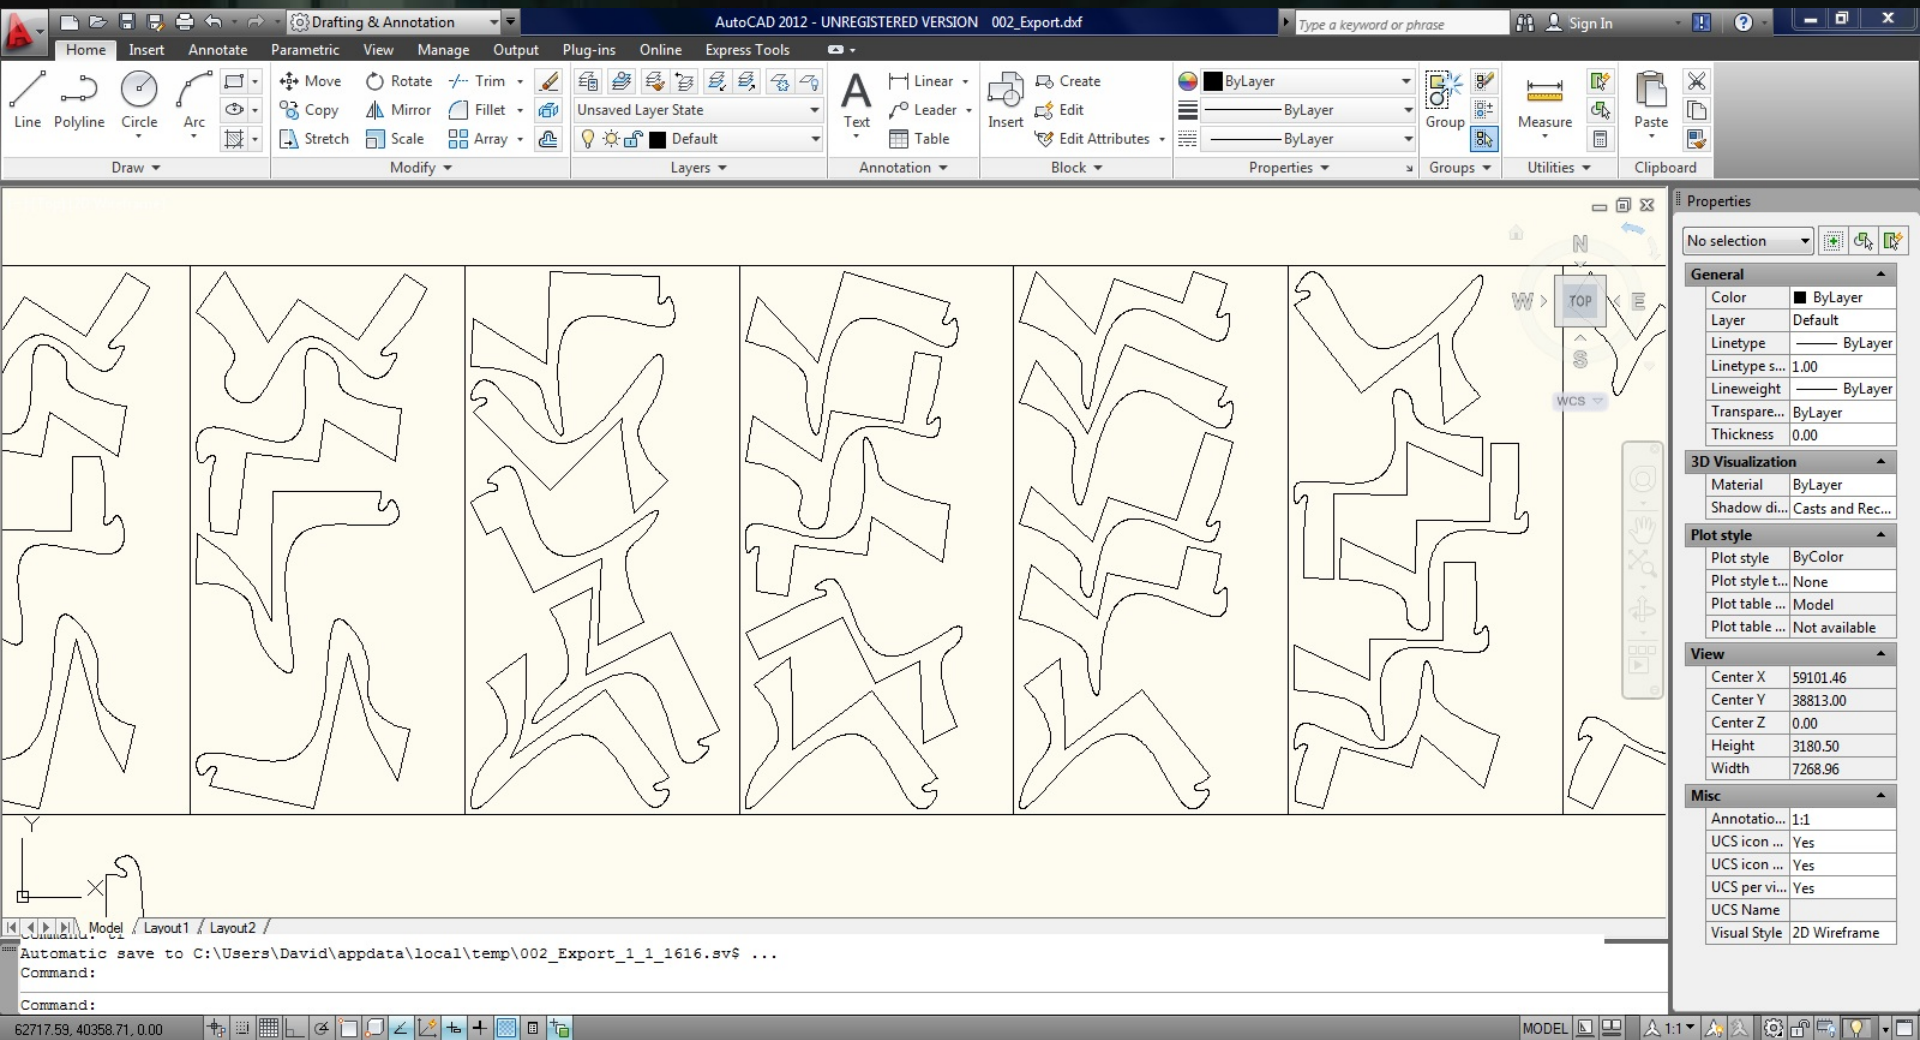 Drafting & Annotation
AutoCAD 2012 - UNREGISTERED VERSION 002_Export.dxf
Type a keyword or phrase
Sign In
Home Insert Annotate Parametric View Manage Output Plug-ins Online Express Tools
Line Polyline Circle Arc
Draw
Move Rotate Trim
Copy Mirror Fillet
Stretch Scale Array
Modify
Unsaved Layer State
Default
Layers
Text
Linear
Leader
Table
Annotation
Insert
Create
Edit
Edit Attributes
Block
ByLayer
ByLayer
ByLayer
Properties
Group
Groups
Measure
Utilities
Paste
Clipboard
N
W TOP E
S
WCS
Properties
No selection
General
Color ByLayer
Layer Default
Linetype ByLayer
Linetype s... 1.00
Lineweight ByLayer
Transpare... ByLayer
Thickness 0.00
3D Visualization
Material ByLayer
Shadow di... Casts and Rec...
Plot style
Plot style ByColor
Plot style t... None
Plot table ... Model
Plot table ... Not available
View
Center X 59101.46
Center Y 38813.00
Center Z 0.00
Height 3180.50
Width 7268.96
Misc
Annotatio... 1:1
UCS icon ... Yes
UCS icon ... Yes
UCS per vi... Yes
UCS Name
Visual Style 2D Wireframe
Y
X
Model Layout1 Layout2
Automatic save to C:\Users\David\appdata\local\temp\002_Export_1_1_1616.sv$ ...
Command:
Command:
62717.59, 40358.71, 0.00
MODEL
1:1